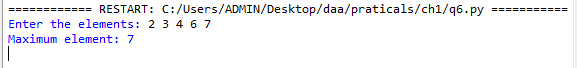 ============ RESTART: C:/Users/ADMIN/Desktop/daa/praticals/ch1/q6.py ===========
Enter the elements: 2 3 4 6 7
Maximum element: 7